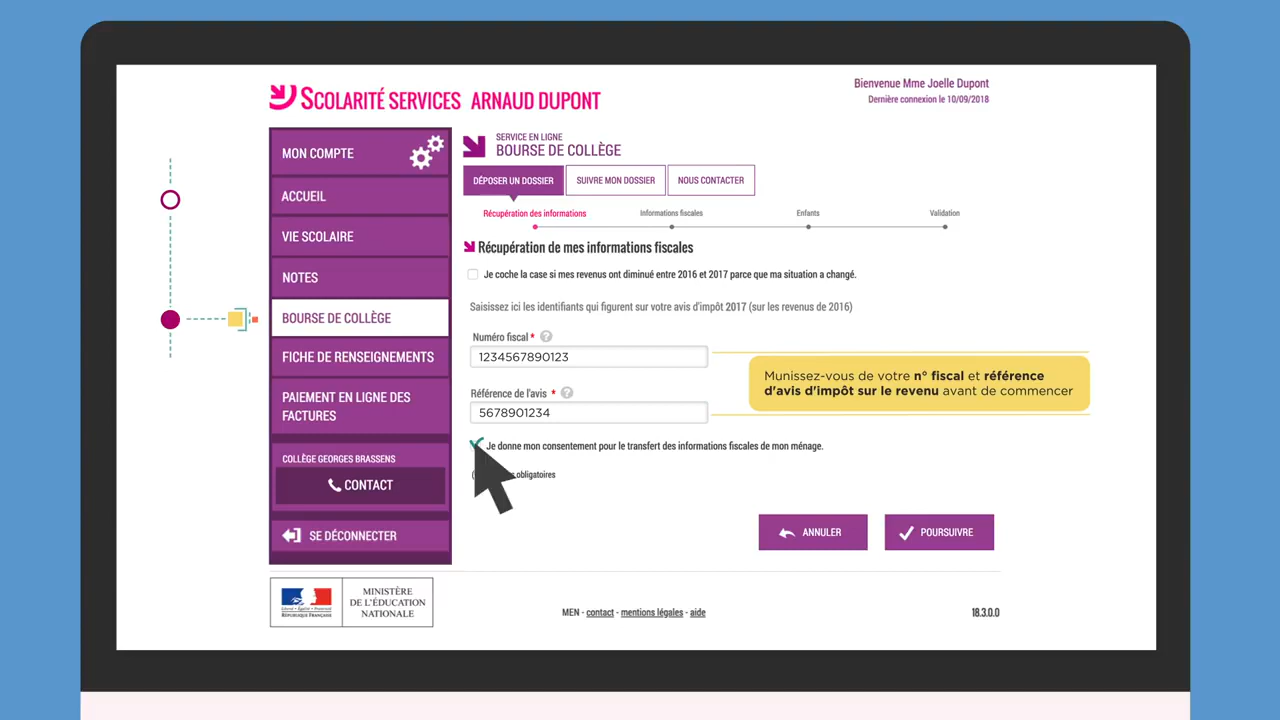 SCOLARITÉ SERVICES ARNAUD DUPONT
Bienvenue Mme Joelle Dupont
Dernière connexion le 10/09/2018
MON COMPTE
ACCUEIL
VIE SCOLAIRE
NOTES
BOURSE DE COLLÈGE
FICHE DE RENSEIGNEMENTS
PAIEMENT EN LIGNE DES
FACTURES
COLLÈGE GEORGES BRASSENS
CONTACT
SE DÉCONNECTER
SERVICE EN LIGNE
BOURSE DE COLLÈGE
DÉPOSER UN DOSSIER
SUIVRE MON DOSSIER
NOUS CONTACTER
Récupération des informations
Informations fiscales
Enfants
Validation
Récupération de mes informations fiscales
Je coche la case si mes revenus ont diminué entre 2016 et 2017 parce que ma situation a changé.
Saisissez ici les identifiants qui figurent sur votre avis d'impôt 2017 (sur les revenus de 2016)
Numéro fiscal * ?
1234567890123
Référence de l'avis * ?
5678901234
Munissez-vous de votre n° fiscal et référence
d'avis d'impôt sur le revenu avant de commencer
Je donne mon consentement pour le transfert des informations fiscales de mon ménage.
obligatoires
ANNULER
POURSUIVRE
Liberté • Égalité • Fraternité
RÉPUBLIQUE FRANÇAISE
MINISTÈRE
DE L'ÉDUCATION
NATIONALE
MEN - contact - mentions légales - aide
18.3.0.0